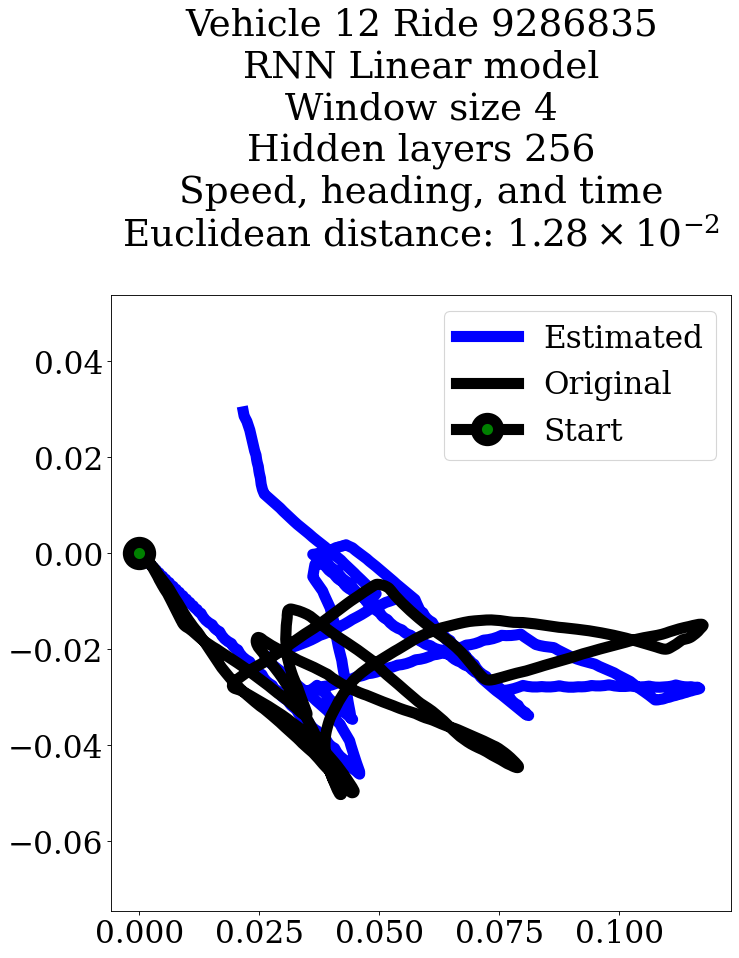 Vehicle 12 Ride 9286835
RNN Linear model
Window size 4
Hidden layers 256
Speed, heading, and time
Euclidean distance: 1.28 × 10⁻²
Estimated
Original
Start
0.04
0.02
0.00
−0.02
−0.04
−0.06
0.000 0.025 0.050 0.075 0.100